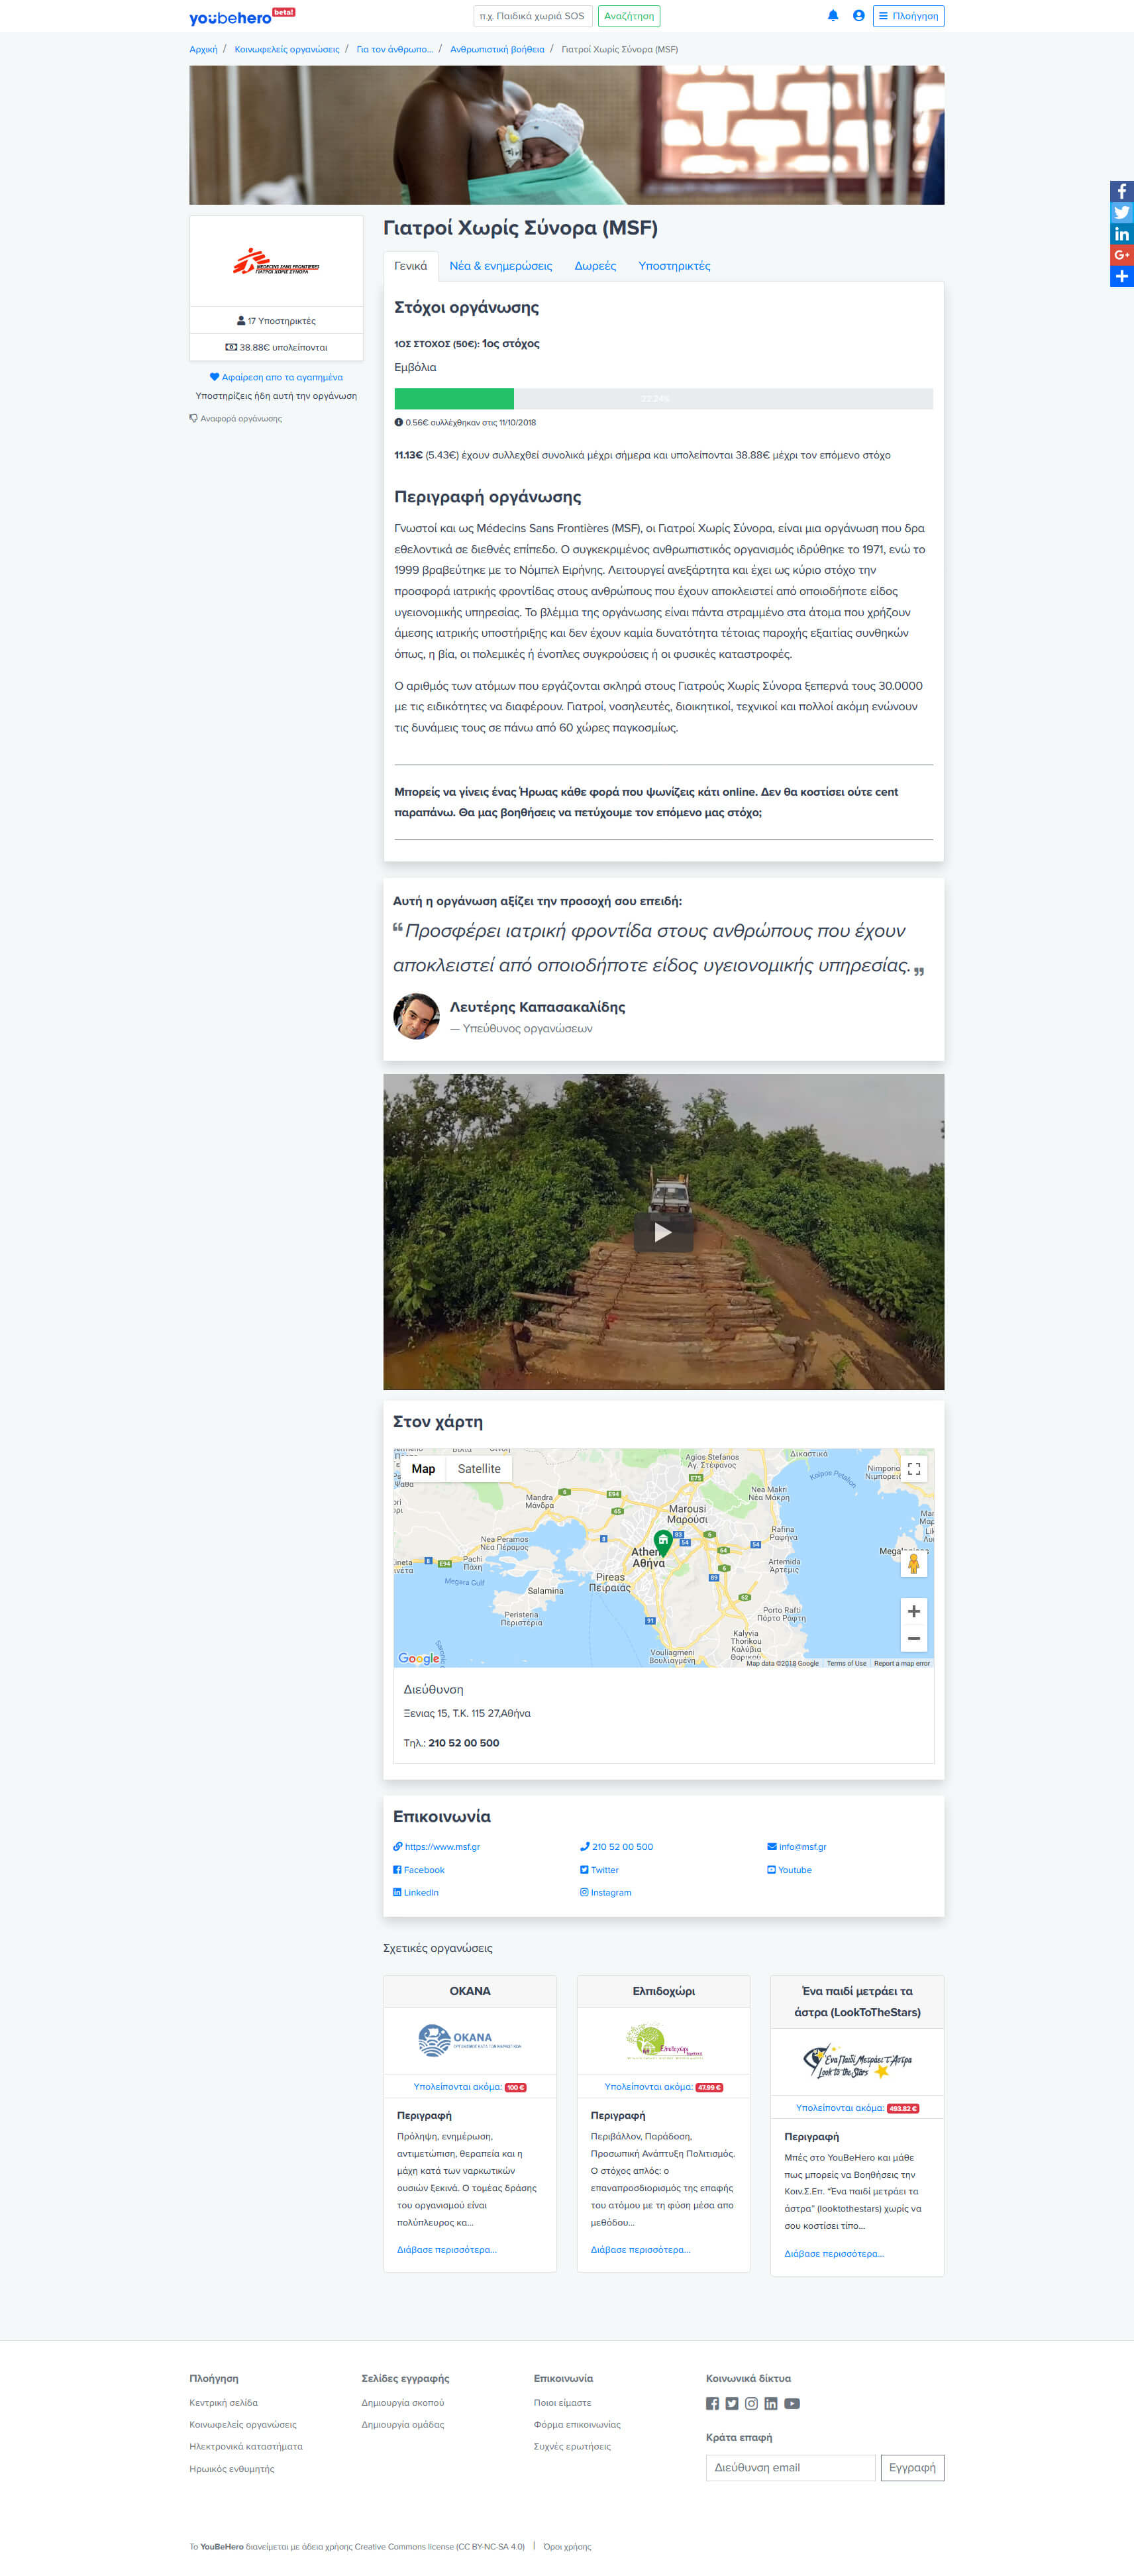 youbehero beta!
π.χ. Παιδικά χωριά SOS
Αναζήτηση
Πλοήγηση
Αρχική / Κοινωφελείς οργανώσεις / Για τον άνθρωπο... / Ανθρωπιστική βοήθεια / Γιατροί Χωρίς Σύνορα (MSF)
MEDECINS SANS FRONTIERES
ΓΙΑΤΡΟΙ ΧΩΡΙΣ ΣΥΝΟΡΑ
17 Υποστηρικτές
38.88€ υπολείπονται
Αφαίρεση απο τα αγαπημένα
Υποστηρίζεις ήδη αυτή την οργάνωση
Αναφορά οργάνωσης
Γιατροί Χωρίς Σύνορα (MSF)
Γενικά
Νέα & ενημερώσεις
Δωρεές
Υποστηρικτές
Στόχοι οργάνωσης
1ΟΣ ΣΤΟΧΟΣ (50€): 1ος στόχος
Εμβόλια
0.56€ συλλέχθηκαν στις 11/10/2018
11.13€ (5.43€) έχουν συλλεχθεί συνολικά μέχρι σήμερα και υπολείπονται 38.88€ μέχρι τον επόμενο στόχο
Περιγραφή οργάνωσης
Γνωστοί και ως Médecins Sans Frontières (MSF), οι Γιατροί Χωρίς Σύνορα, είναι μια οργάνωση που δρα
εθελοντικά σε διεθνές επίπεδο. Ο συγκεκριμένος ανθρωπιστικός οργανισμός ιδρύθηκε το 1971, ενώ το
1999 βραβεύτηκε με το Νόμπελ Ειρήνης. Λειτουργεί ανεξάρτητα και έχει ως κύριο στόχο την
προσφορά ιατρικής φροντίδας στους ανθρώπους που έχουν αποκλειστεί από οποιοδήποτε είδος
υγειονομικής υπηρεσίας. Το βλέμμα της οργάνωσης είναι πάντα στραμμένο στα άτομα που χρήζουν
άμεσης ιατρικής υποστήριξης και δεν έχουν καμία δυνατότητα τέτοιας παροχής εξαιτίας συνθηκών
όπως, η βία, οι πολεμικές ή ένοπλες συγκρούσεις ή οι φυσικές καταστροφές.
Ο αριθμός των ατόμων που εργάζονται σκληρά στους Γιατρούς Χωρίς Σύνορα ξεπερνά τους 30.0000
με τις ειδικότητες να διαφέρουν. Γιατροί, νοσηλευτές, διοικητικοί, τεχνικοί και πολλοί ακόμη ενώνουν
τις δυνάμεις τους σε πάνω από 60 χώρες παγκοσμίως.
Μπορείς να γίνεις ένας Ήρωας κάθε φορά που ψωνίζεις κάτι online. Δεν θα κοστίσει ούτε cent
παραπάνω. Θα μας βοηθήσεις να πετύχουμε τον επόμενο μας στόχο;
Αυτή η οργάνωση αξίζει την προσοχή σου επειδή:
“Προσφέρει ιατρική φροντίδα στους ανθρώπους που έχουν
αποκλειστεί από οποιοδήποτε είδος υγειονομικής υπηρεσίας.”
Λευτέρης Καπασακαλίδης
— Υπεύθυνος οργανώσεων
Στον χάρτη
Map
Satellite
Agios Stefanos
Αγ. Στέφανος
Δικαστικά
Kolpos Petalion
Mandra
Μάνδρα
Nea Makri
Νέα Μάκρη
Marousi
Μαρούσι
Nea Peramos
Νέα Πέραμος
Rafina
Ραφήνα
Pachi
Πάχη
Αθήνα
Artemida
Άρτεμις
Megara Gulf
Salamina
Pireas
Πειραιάς
Peristeria
Περιστέρια
Porto Rafti
Πόρτο Ράφτη
Kalyvia
Thorikou
Καλύβια
Θορικού
Vouliagmeni
Βουλιαγμένη
Google
Map data ©2018 Google
Terms of Use
Report a map error
Διεύθυνση
Ξενιας 15, Τ.Κ. 115 27,Αθήνα
Τηλ.: 210 52 00 500
Επικοινωνία
https://www.msf.gr
210 52 00 500
info@msf.gr
Facebook
Twitter
Youtube
LinkedIn
Instagram
Σχετικές οργανώσεις
ΟΚΑΝΑ
OKANA
Υπολείπονται ακόμα: 100 €
Περιγραφή
Πρόληψη, ενημέρωση,
αντιμετώπιση, θεραπεία και η
μάχη κατά των ναρκωτικών
ουσιών ξεκινά. Ο τομέας δράσης
του οργανισμού είναι
πολύπλευρος κα...
Διάβασε περισσότερα...
Ελπιδοχώρι
Ελπιδοχώρι
Υπολείπονται ακόμα: 47.99 €
Περιγραφή
Περιβάλλον, Παράδοση,
Προσωπική Ανάπτυξη Πολιτισμός.
Ο στόχος απλός: ο
επαναπροσδιορισμός της επαφής
του ατόμου με τη φύση μέσα απο
μεθόδου...
Διάβασε περισσότερα...
Ένα παιδί μετράει τα
άστρα (LookToTheStars)
Ένα Παιδί Μετράει Τ' Άστρα
Look to the Stars
Υπολείπονται ακόμα: 493.82 €
Περιγραφή
Μπές στο YouBeHero και μάθε
πως μπορείς να Βοηθήσεις την
Κοιν.Σ.Επ. “Ένα παιδί μετράει τα
άστρα” (looktothestars) χωρίς να
σου κοστίσει τίπο...
Διάβασε περισσότερα...
Πλοήγηση
Κεντρική σελίδα
Κοινωφελείς οργανώσεις
Ηλεκτρονικά καταστήματα
Ηρωικός ενθυμητής
Σελίδες εγγραφής
Δημιουργία σκοπού
Δημιουργία ομάδας
Επικοινωνία
Ποιοι είμαστε
Φόρμα επικοινωνίας
Συχνές ερωτήσεις
Κοινωνικά δίκτυα
Κράτα επαφή
Διεύθυνση email
Εγγραφή
Το YouBeHero διανείμεται με άδεια χρήσης Creative Commons license (CC BY-NC-SA 4.0) | Όροι χρήσης